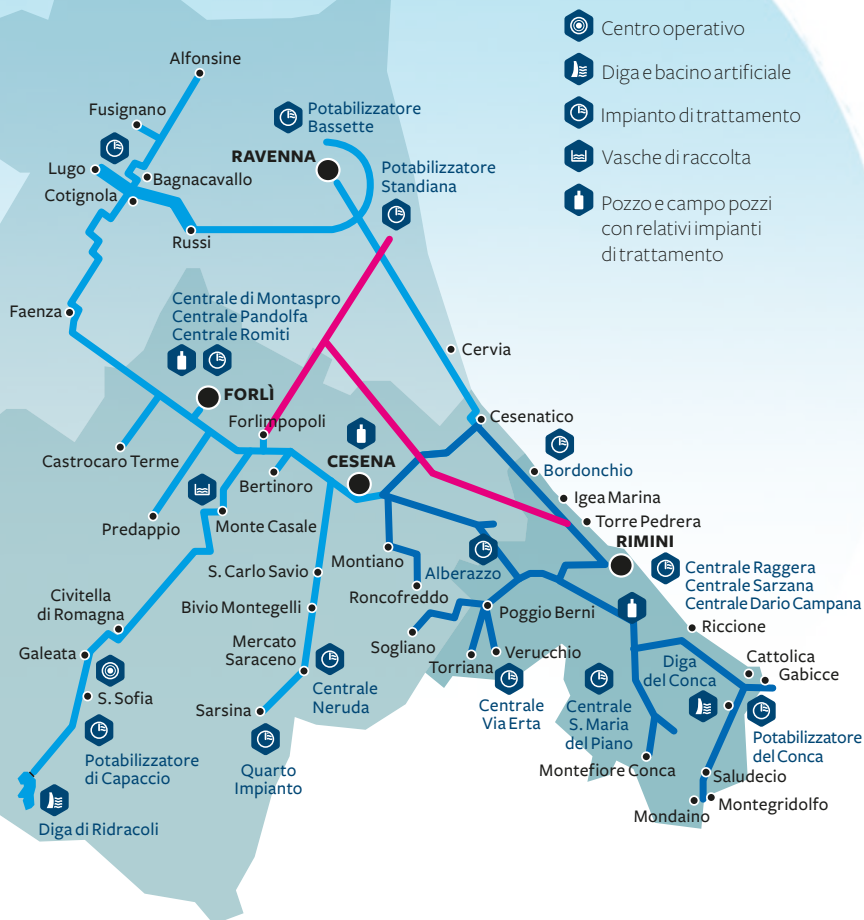 Centro operativo
Diga e bacino artificiale
Impianto di trattamento
Vasche di raccolta
Pozzo e campo pozzi
con relativi impianti
di trattamento
Alfonsine
Fusignano
Potabilizzatore
Bassette
RAVENNA
Potabilizzatore
Standiana
Lugo
Bagnacavallo
Cotignola
Russi
Faenza
Centrale di Montaspro
Centrale Pandolfa
Centrale Romiti
Cervia
FORLÌ
Forlimpopoli
Cesenatico
Castrocaro Terme
CESENA
Bordonchio
Bertinoro
Igea Marina
Predappio
Monte Casale
Torre Pedrera
RIMINI
Montiano
Alberazzo
S. Carlo Savio
Roncofreddo
Centrale Raggera
Centrale Sarzana
Centrale Dario Campana
Civitella
di Romagna
Bivio Montegelli
Poggio Berni
Riccione
Galeata
Mercato
Saraceno
Sogliano
Torriana
Verucchio
Diga
del Conca
Cattolica
Gabicce
S. Sofia
Sarsina
Centrale
Neruda
Centrale
Via Erta
Centrale
S. Maria
del Piano
Potabilizzatore
del Conca
Potabilizzatore
di Capaccio
Quarto
Impianto
Montefiore Conca
Saludecio
Montegridolfo
Mondaino
Diga di Ridracoli